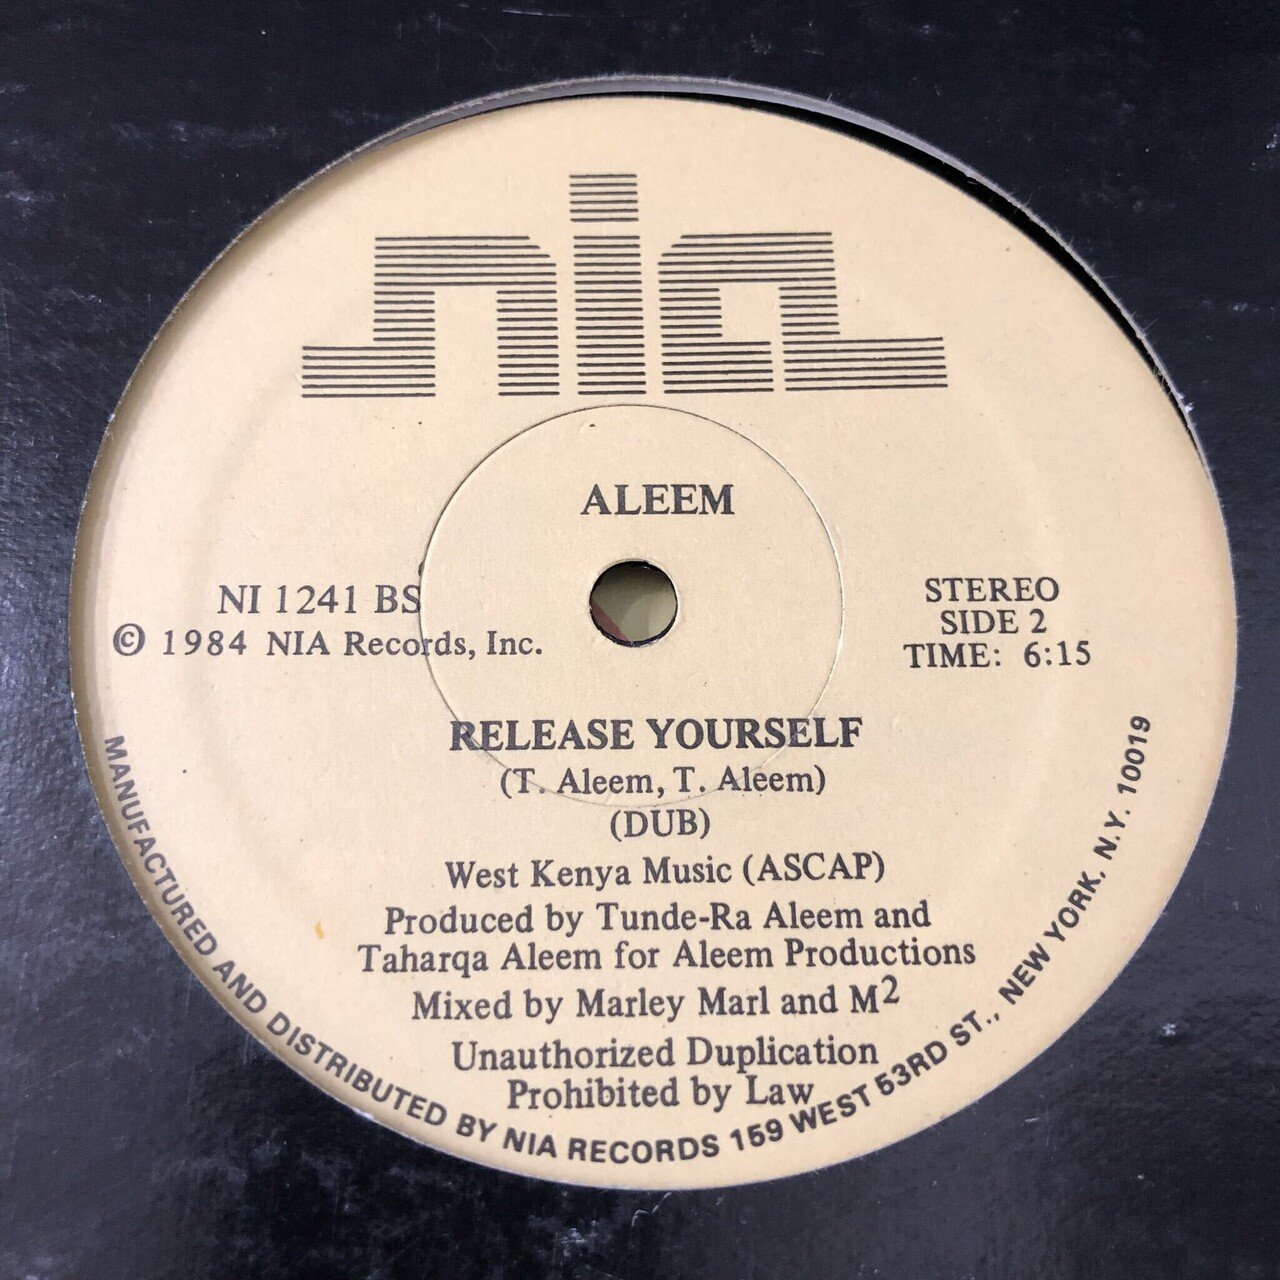 nia
ALEEM
NI 1241 BS
© 1984 NIA Records, Inc.
STEREO
SIDE 2
TIME: 6:15
RELEASE YOURSELF
(T. Aleem, T. Aleem)
(DUB)
West Kenya Music (ASCAP)
Produced by Tunde-Ra Aleem and
Taharqa Aleem for Aleem Productions
Mixed by Marley Marl and M²
Unauthorized Duplication
Prohibited by Law
MANUFACTURED AND DISTRIBUTED BY NIA RECORDS 159 WEST 53RD ST., NEW YORK, N.Y. 10019